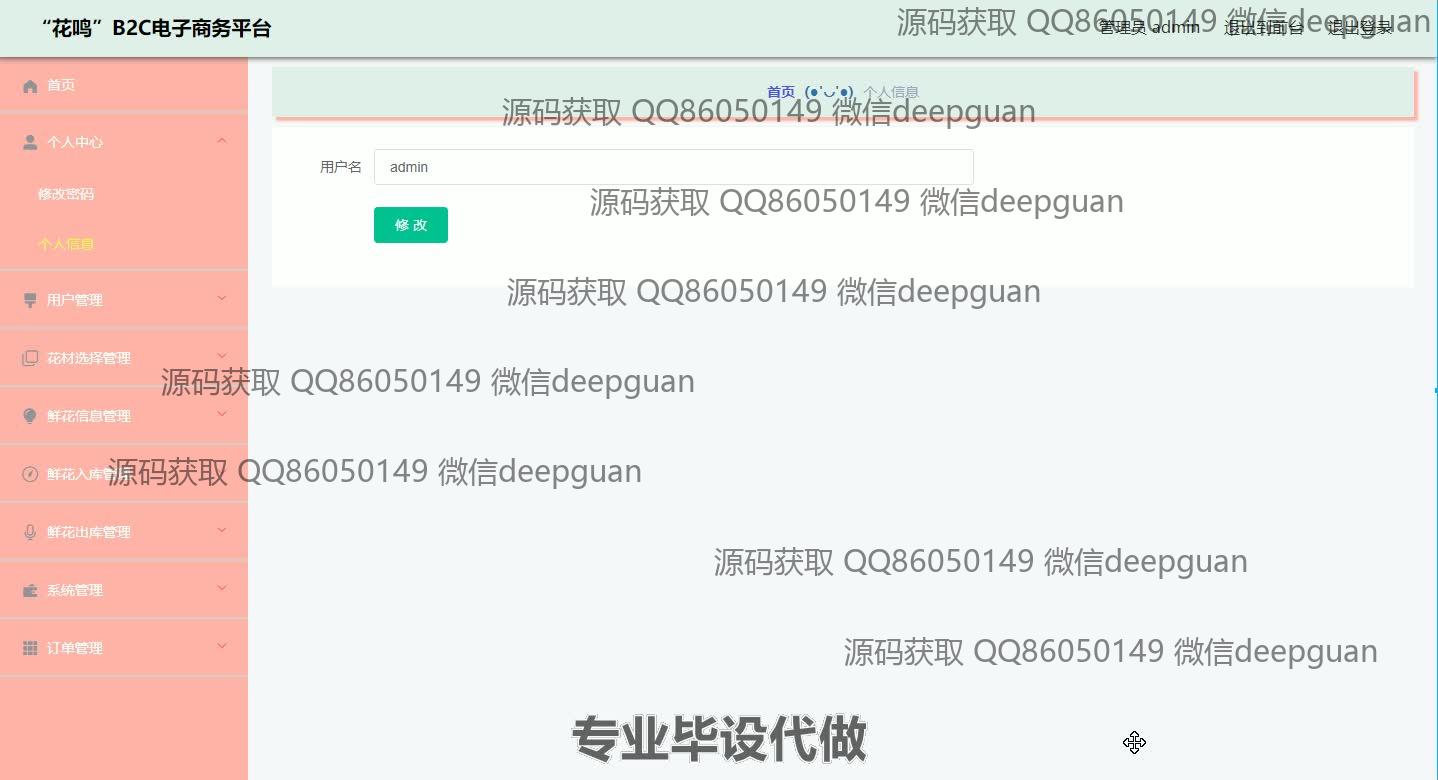 “花鸣”B2C电子商务平台
源码获取 QQ86050149 微信deepguan
管理员 admin 退出到前台 退出登录
首页
首页 (●'◡'●) 个人信息
源码获取 QQ86050149 微信deepguan
个人中心
用户名 admin
修改密码
源码获取 QQ86050149 微信deepguan
修 改
个人信息
用户管理
源码获取 QQ86050149 微信deepguan
花材选择管理
源码获取 QQ86050149 微信deepguan
鲜花信息管理
鲜花入库管理
源码获取 QQ86050149 微信deepguan
鲜花出库管理
源码获取 QQ86050149 微信deepguan
系统管理
订单管理
源码获取 QQ86050149 微信deepguan
专业毕设代做